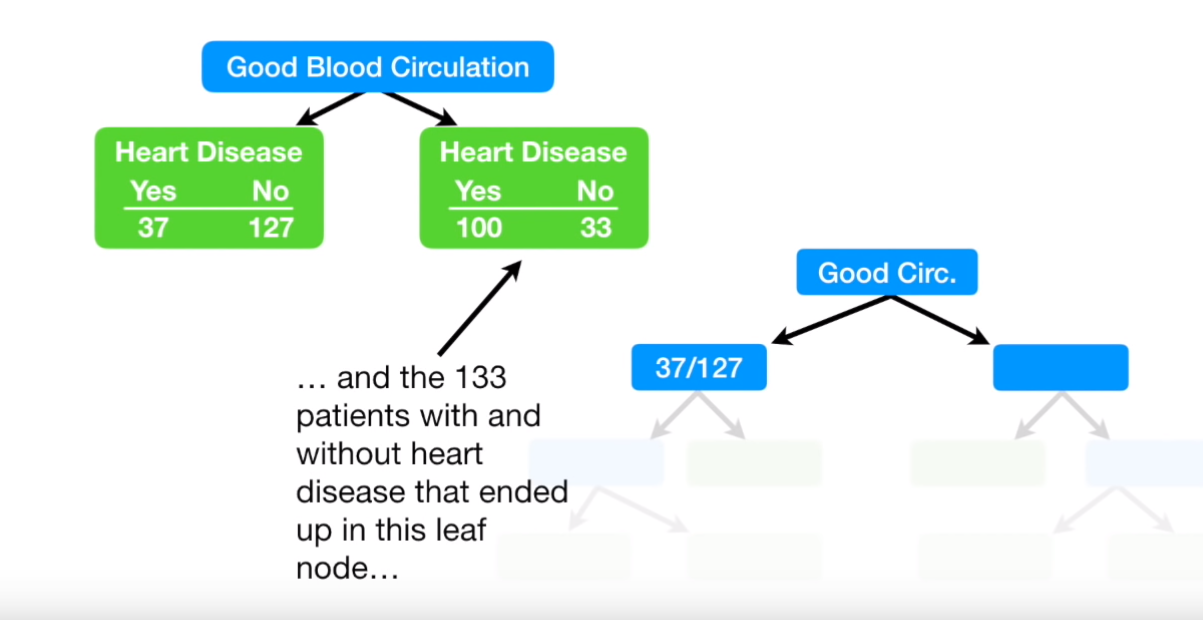 Good Blood Circulation
Heart Disease
Yes No
37 127
Heart Disease
Yes No
100 33
Good Circ.
37/127
… and the 133
patients with and
without heart
disease that ended
up in this leaf
node…